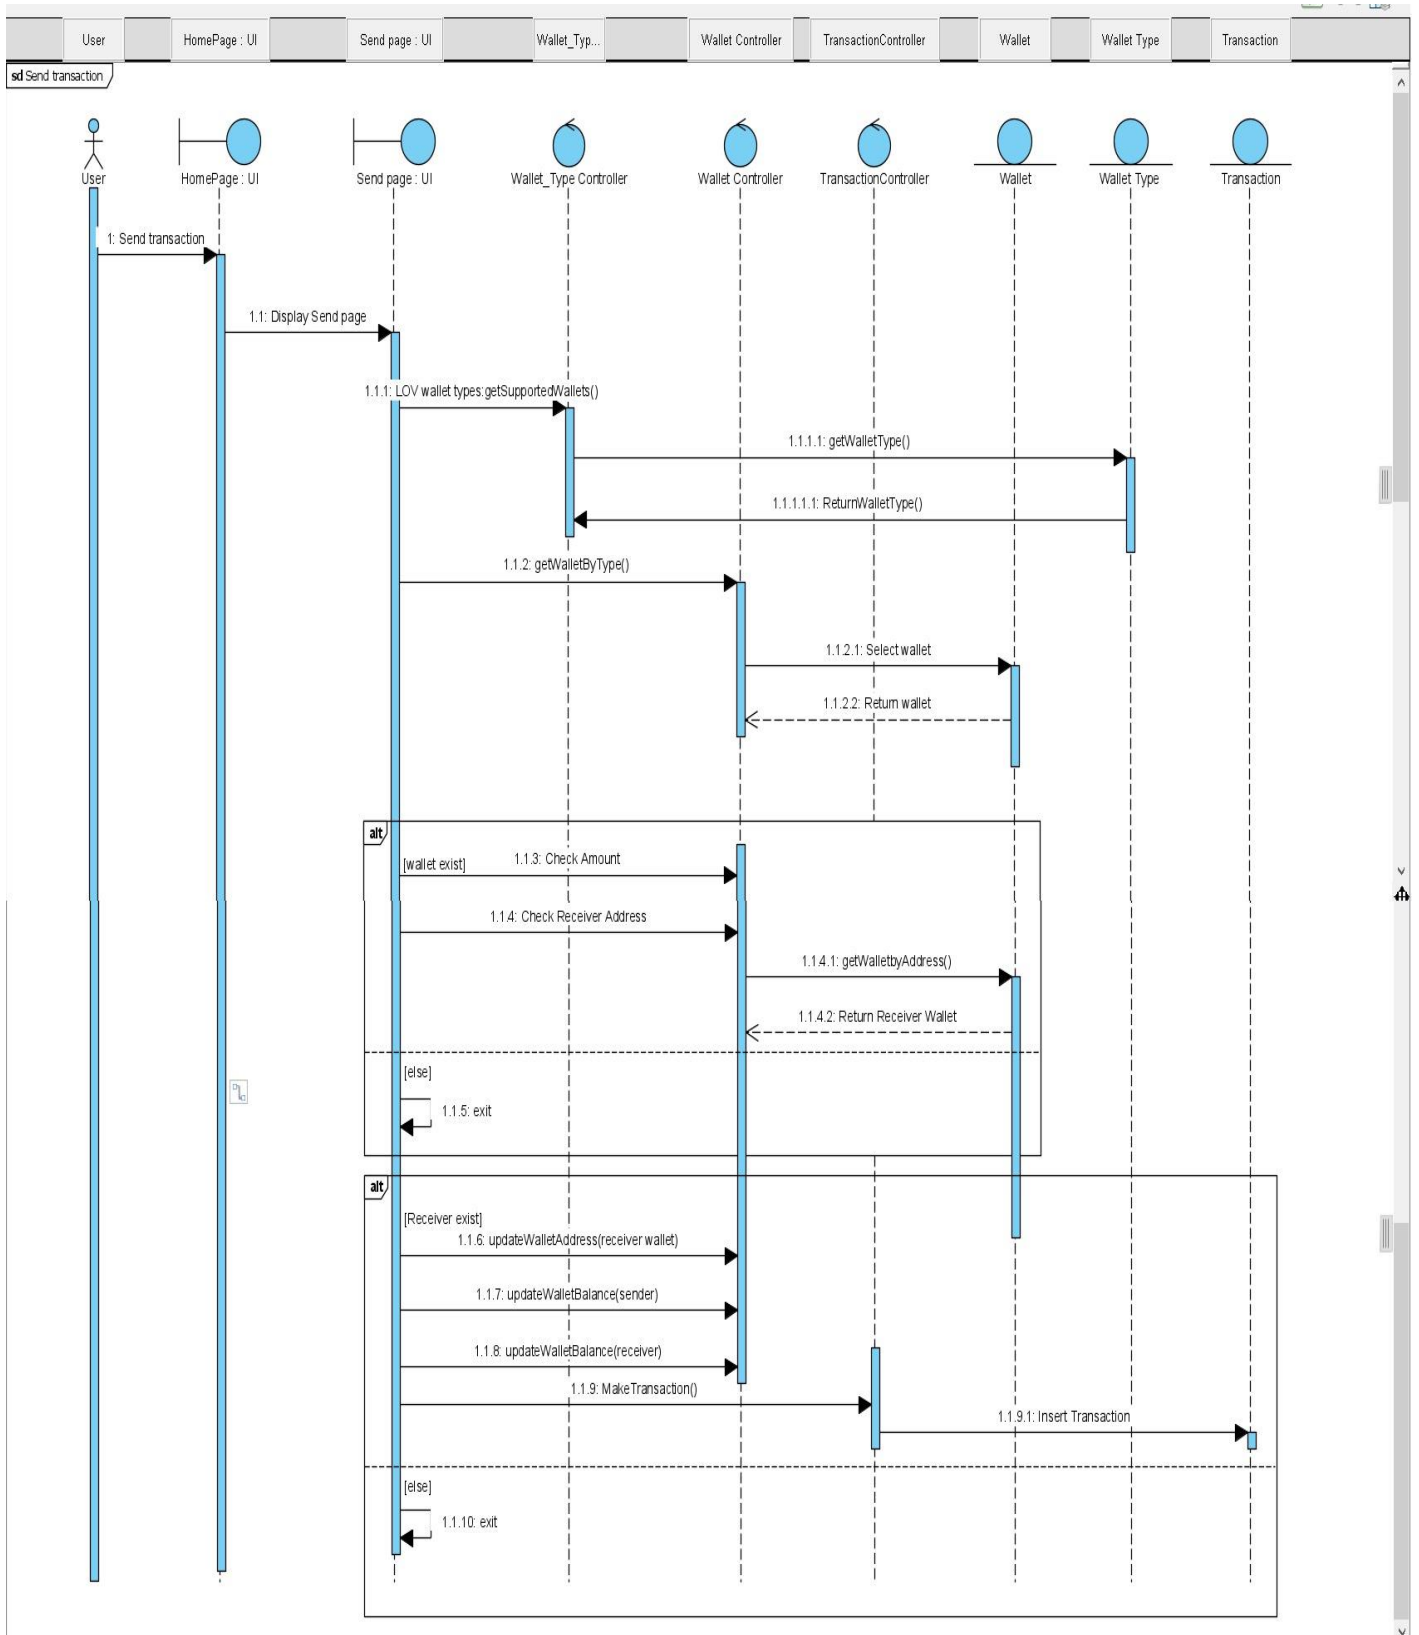 User HomePage : UI Send page : UI Wallet_Typ... Wallet Controller TransactionController Wallet Wallet Type Transaction
sd Send transaction
User HomePage : UI Send page : UI Wallet_Type Controller Wallet Controller TransactionController Wallet Wallet Type Transaction
1: Send transaction
1.1: Display Send page
1.1.1: LOV wallet types:getSupportedWallets()
1.1.1.1: getWalletType()
1.1.1.1.1: ReturnWalletType()
1.1.2: getWalletByType()
1.1.2.1: Select wallet
1.1.2.2: Return wallet
alt
[wallet exist] 1.1.3: Check Amount
1.1.4: Check Receiver Address
1.1.4.1: getWalletbyAddress()
1.1.4.2: Return Receiver Wallet
[else]
1.1.5: exit
alt
[Receiver exist]
1.1.6: updateWalletAddress(receiver wallet)
1.1.7: updateWalletBalance(sender)
1.1.8: updateWalletBalance(receiver)
1.1.9: MakeTransaction()
1.1.9.1: Insert Transaction
[else]
1.1.10: exit